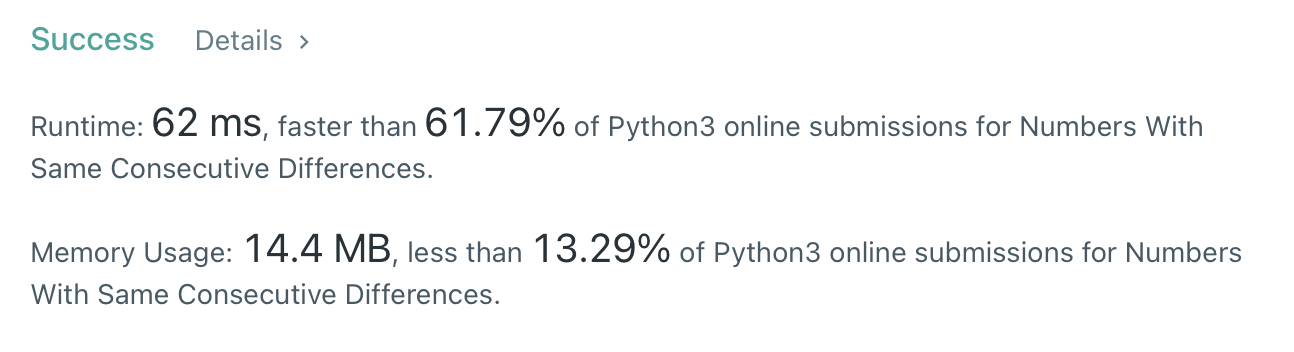 Success Details >
Runtime: 62 ms, faster than 61.79% of Python3 online submissions for Numbers With
Same Consecutive Differences.
Memory Usage: 14.4 MB, less than 13.29% of Python3 online submissions for Numbers
With Same Consecutive Differences.